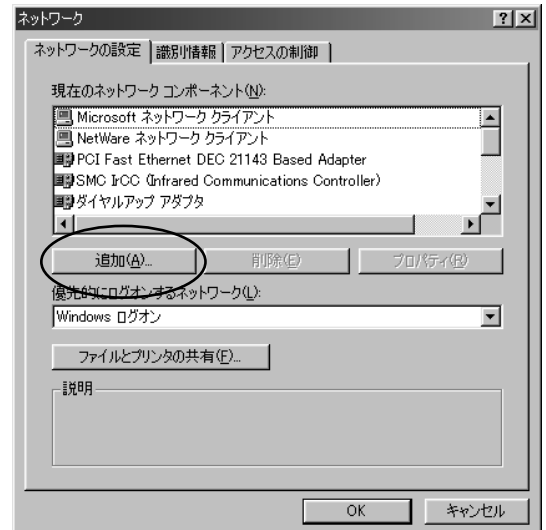 ネットワーク
ネットワークの設定 識別情報 アクセスの制御
現在のネットワーク コンポーネント(N):
Microsoft ネットワーク クライアント
NetWare ネットワーク クライアント
PCI Fast Ethernet DEC 21143 Based Adapter
SMC IrCC (Infrared Communications Controller)
ダイヤルアップ アダプタ
追加(A)... 削除(E) プロパティ(R)
優先的にログオンするネットワーク(L):
Windows ログオン
ファイルとプリンタの共有(F)...
説明
OK キャンセル